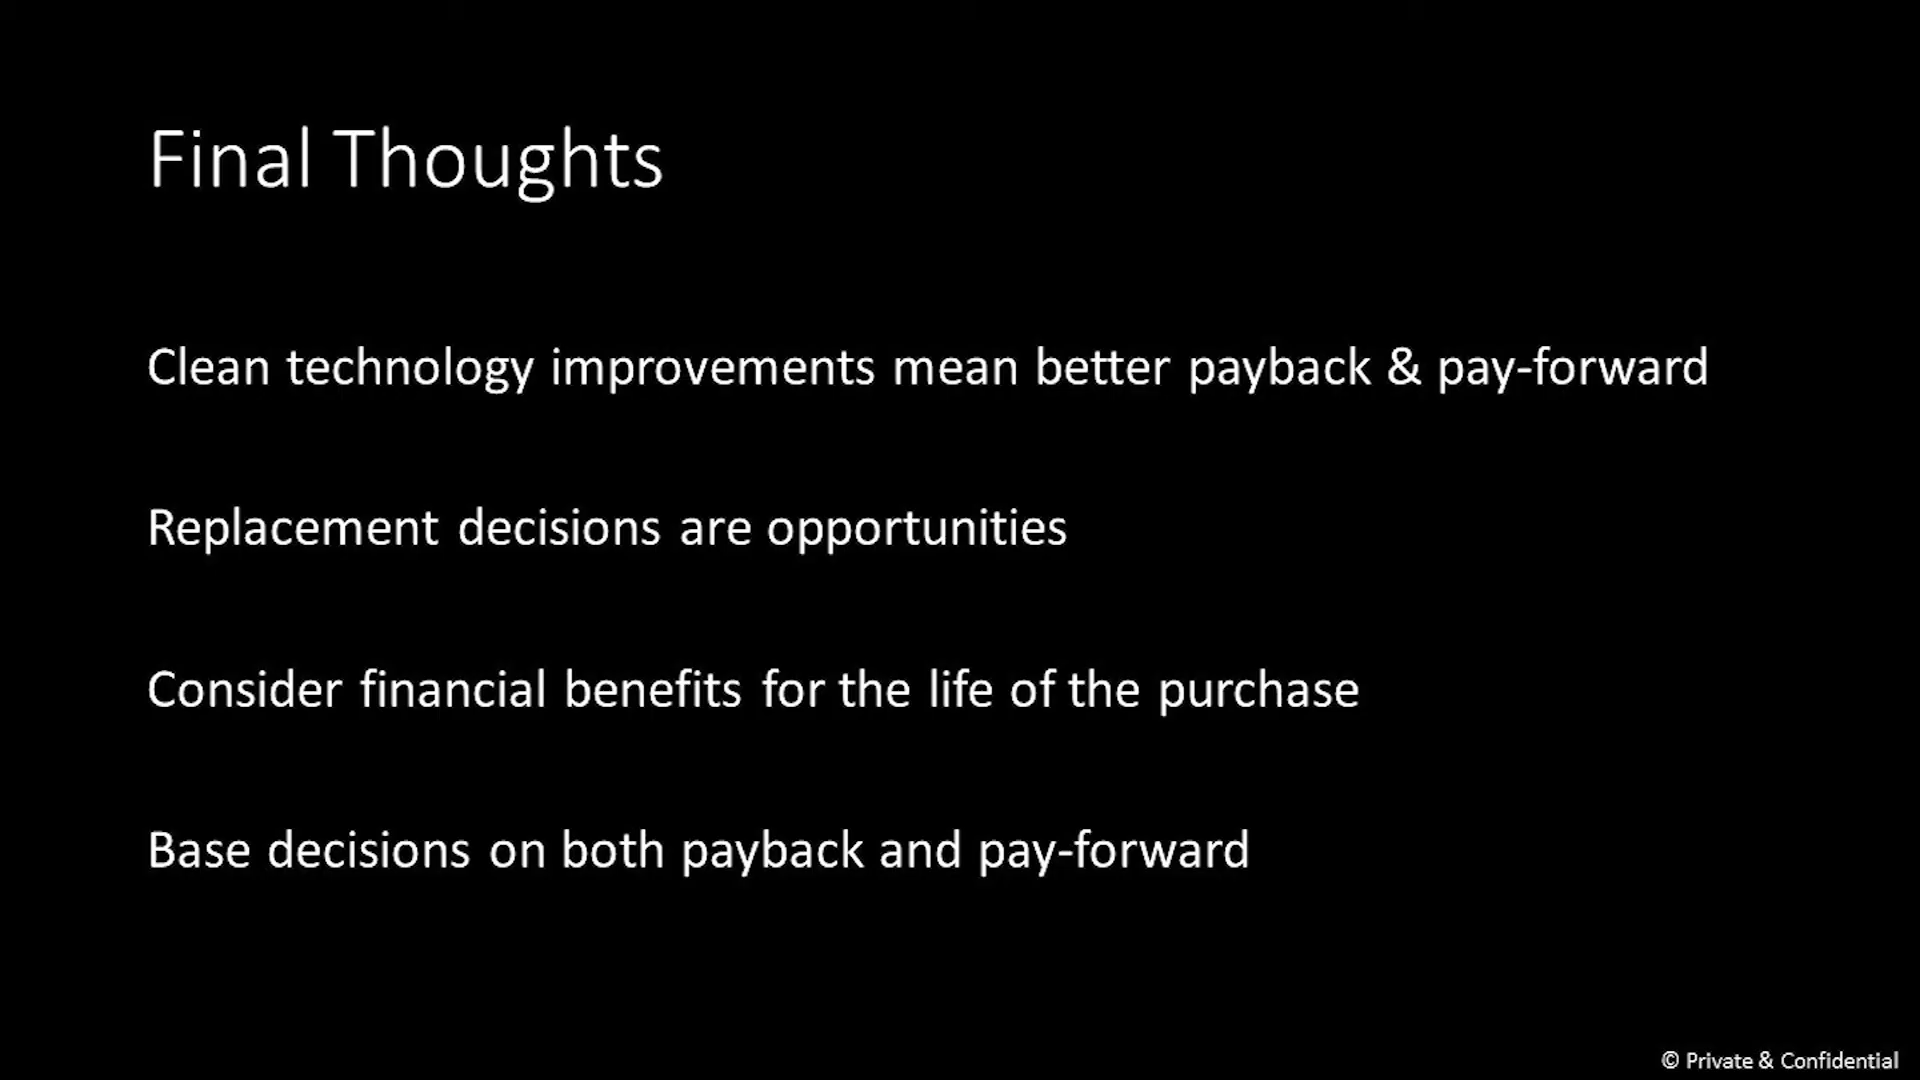 Final Thoughts
Clean technology improvements mean better payback & pay-forward
Replacement decisions are opportunities
Consider financial benefits for the life of the purchase
Base decisions on both payback and pay-forward
© Private & Confidential